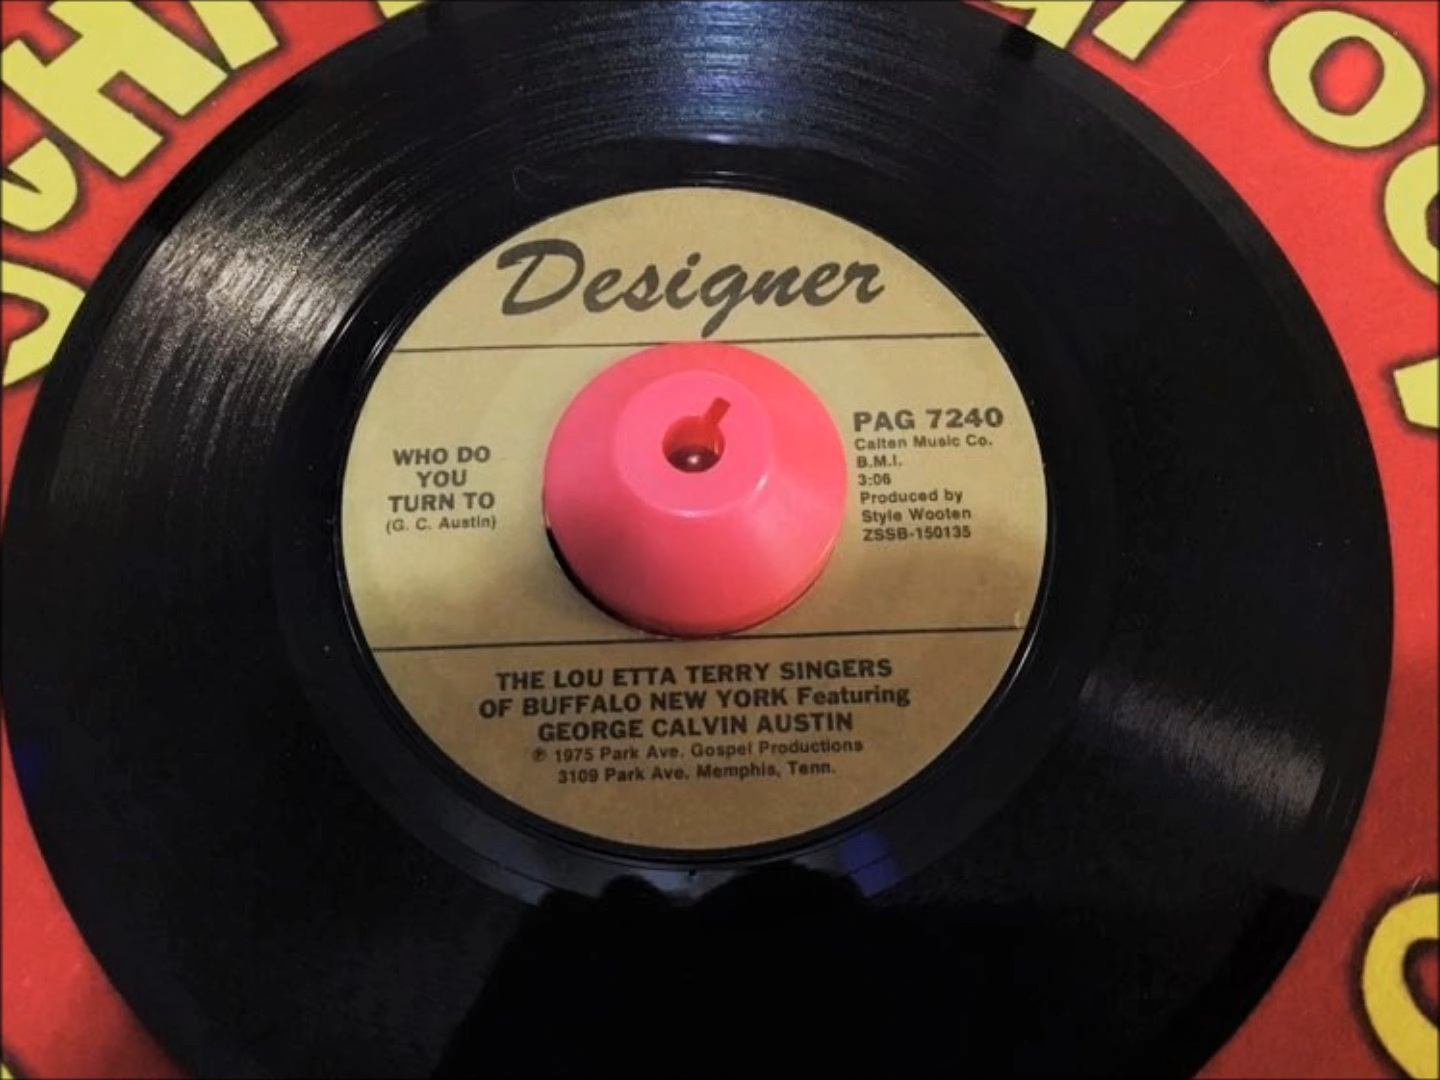 Designer
WHO DO
YOU
TURN TO
(G. C. Austin)
PAG 7240
Calten Music Co.
B.M.I.
3:06
Produced by
Style Wooten
ZSSB-150135
THE LOU ETTA TERRY SINGERS
OF BUFFALO NEW YORK Featuring
GEORGE CALVIN AUSTIN
℗ 1975 Park Ave. Gospel Productions
3109 Park Ave. Memphis, Tenn.